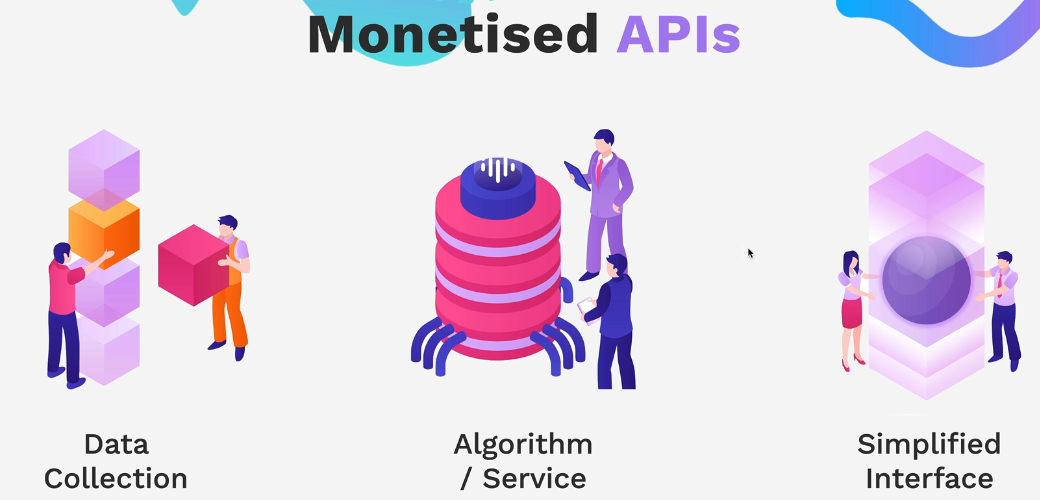 Monetised APIs
Data
Collection
Algorithm
/ Service
Simplified
Interface